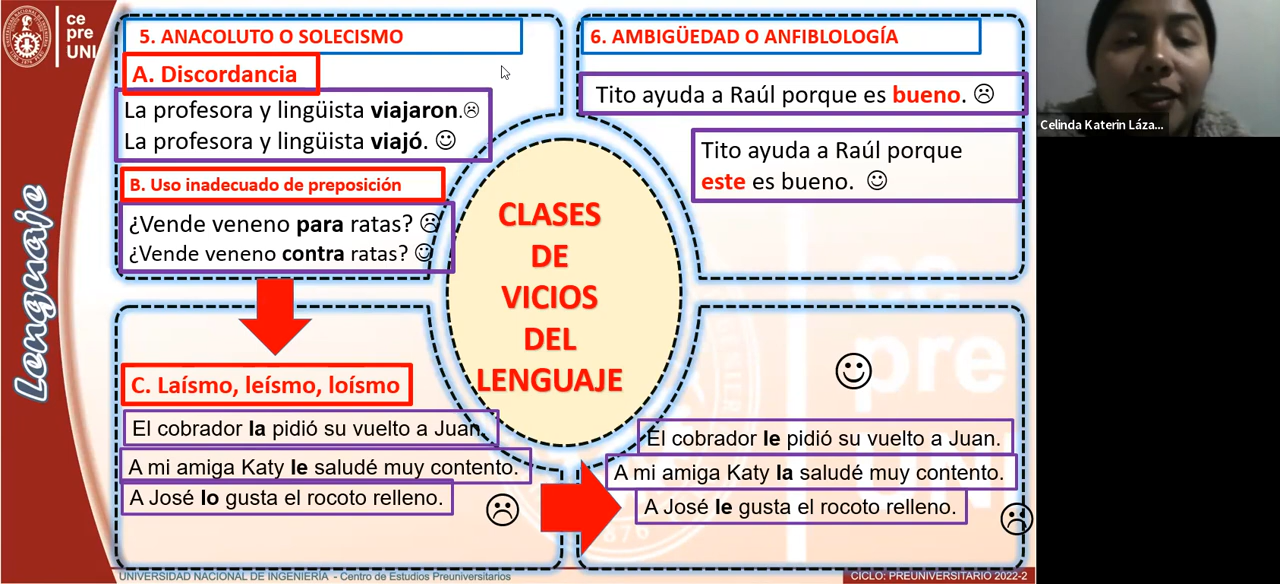 ce
pre
UNI
Lenguaje
5. ANACOLUTO O SOLECISMO
A. Discordancia
La profesora y lingüista viajaron.☹
La profesora y lingüista viajó. ☺
B. Uso inadecuado de preposición
¿Vende veneno para ratas? ☹
¿Vende veneno contra ratas? ☺
6. AMBIGÜEDAD O ANFIBLOLOGÍA
Tito ayuda a Raúl porque es bueno. ☹
Tito ayuda a Raúl porque
este es bueno. ☺
CLASES
DE
VICIOS
DEL
LENGUAJE
C. Laísmo, leísmo, loísmo
El cobrador la pidió su vuelto a Juan.
A mi amiga Katy le saludé muy contento.
A José lo gusta el rocoto relleno.
El cobrador le pidió su vuelto a Juan.
A mi amiga Katy la saludé muy contento.
A José le gusta el rocoto relleno.
UNIVERSIDAD NACIONAL DE INGENIERÍA - Centro de Estudios Preuniversitarios
CICLO: PREUNIVERSITARIO 2022-2
Celinda Katerin Láza...